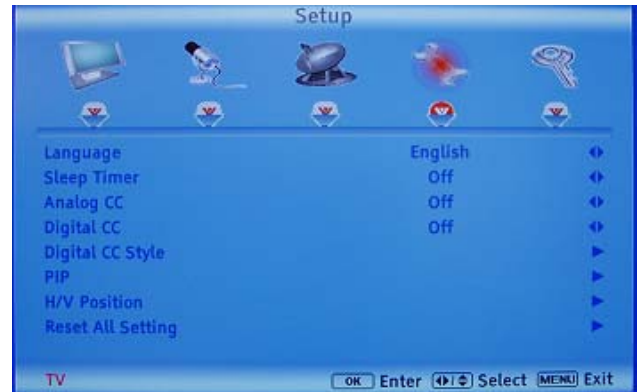 Setup
Language English
Sleep Timer Off
Analog CC Off
Digital CC Off
Digital CC Style
PIP
H/V Position
Reset All Setting
TV OK Enter Select MENU Exit